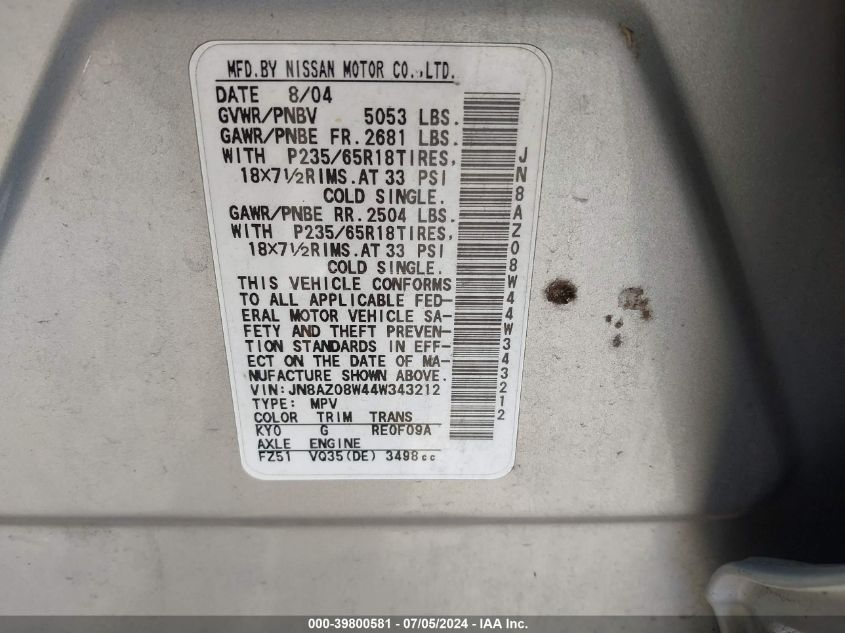 MFD.BY NISSAN MOTOR CO.,LTD.
DATE 8/04
GVWR/PNBV 5053 LBS.
GAWR/PNBE FR.2681 LBS.
WITH P235/65R18TIRES,
18X7½RIMS.AT 33 PSI
COLD SINGLE.
GAWR/PNBE RR.2504 LBS.
WITH P235/65R18TIRES,
18X7½RIMS.AT 33 PSI
COLD SINGLE.
THIS VEHICLE CONFORMS
TO ALL APPLICABLE FED-
ERAL MOTOR VEHICLE SA-
FETY AND THEFT PREVEN-
TION STANDARDS IN EFF-
ECT ON THE DATE OF MA-
NUFACTURE SHOWN ABOVE.
VIN:JN8AZ08W44W343212
TYPE: MPV
COLOR TRIM TRANS
KY0 G RE0F09A
AXLE ENGINE
FZ51 VQ35(DE) 3498cc
JN8AZ08W44W343212
000-39800581 - 07/05/2024 - IAA Inc.